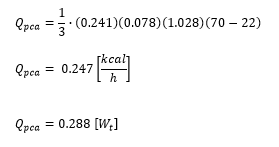 Q_pca = 1/3 · (0.241)(0.078)(1.028)(70 − 22)
Q_pca = 0.247 [kcal/h]
Q_pca = 0.288 [W_t]